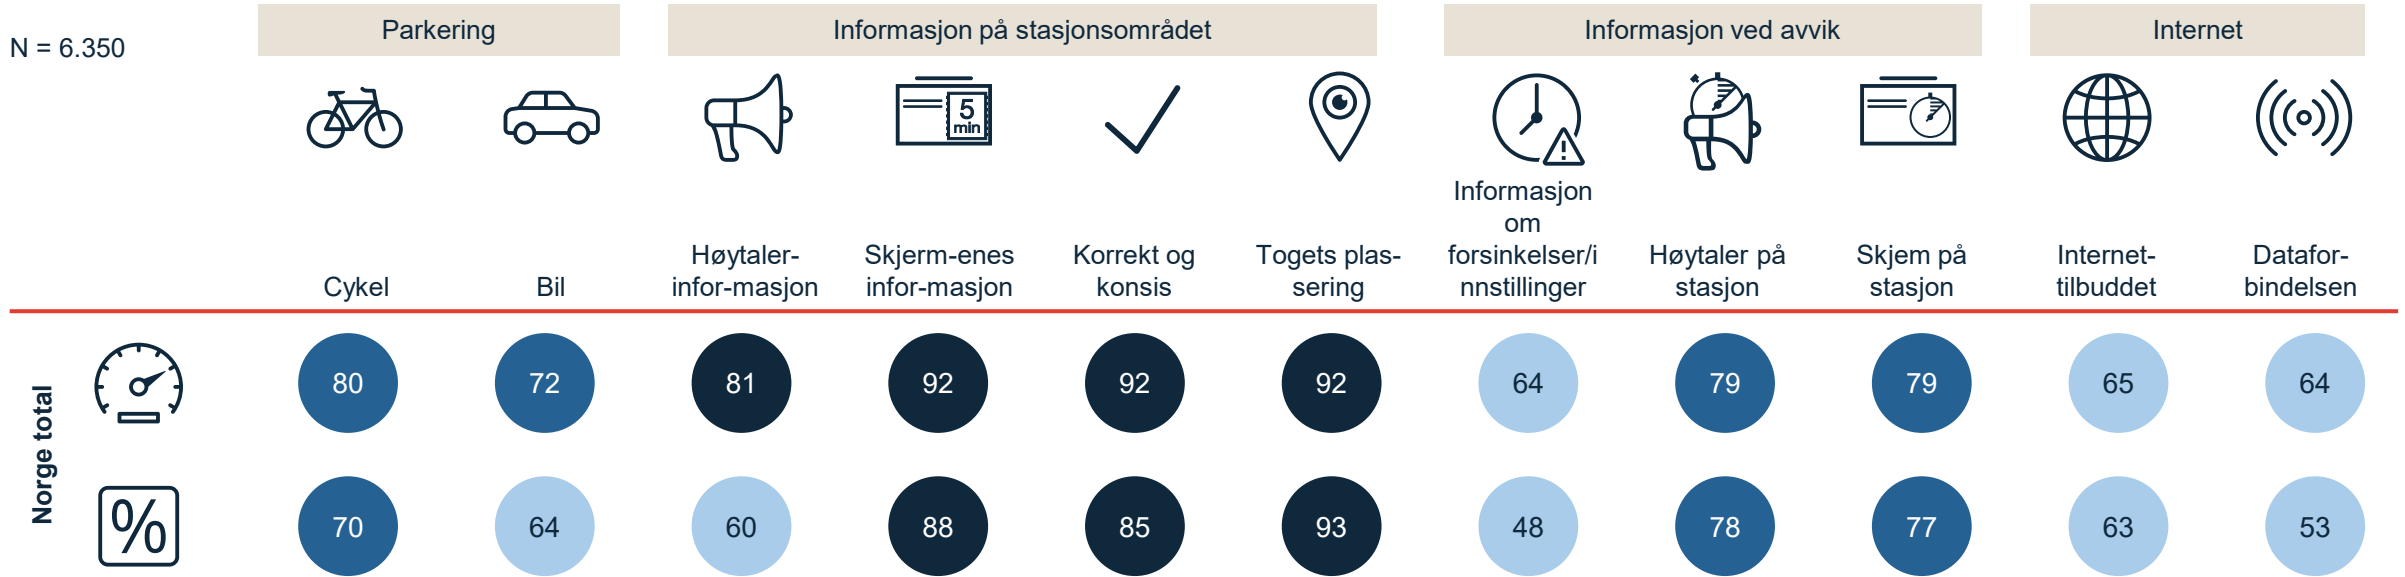 Parkering
Informasjon på stasjonsområdet
Informasjon ved avvik
Internet
N = 6.350
5
min
Cykel
Bil
Høytaler-
infor-masjon
Skjerm-enes
infor-masjon
Korrekt og
konsis
Togets plas-
sering
Informasjon
om
forsinkelser/i
nnstillinger
Høytaler på
stasjon
Skjem på
stasjon
Internet-
tilbuddet
Datafor-
bindelsen
Norge total
80 72 81 92 92 92 64 79 79 65 64
%
70 64 60 88 85 93 48 78 77 63 53